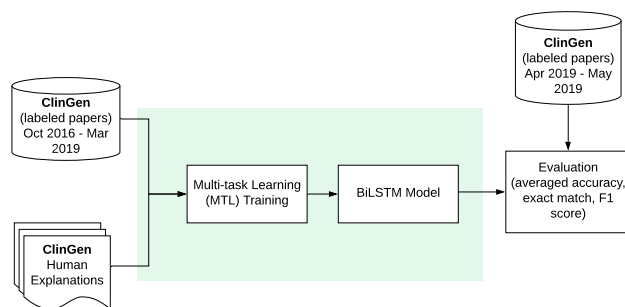 ClinGen
(labeled papers)
Apr 2019 - May
2019
ClinGen
(labeled papers)
Oct 2016 - Mar
2019
Multi-task Learning
(MTL) Training
BiLSTM Model
Evaluation
(averaged accuracy,
exact match, F1
score)
ClinGen
Human
Explanations